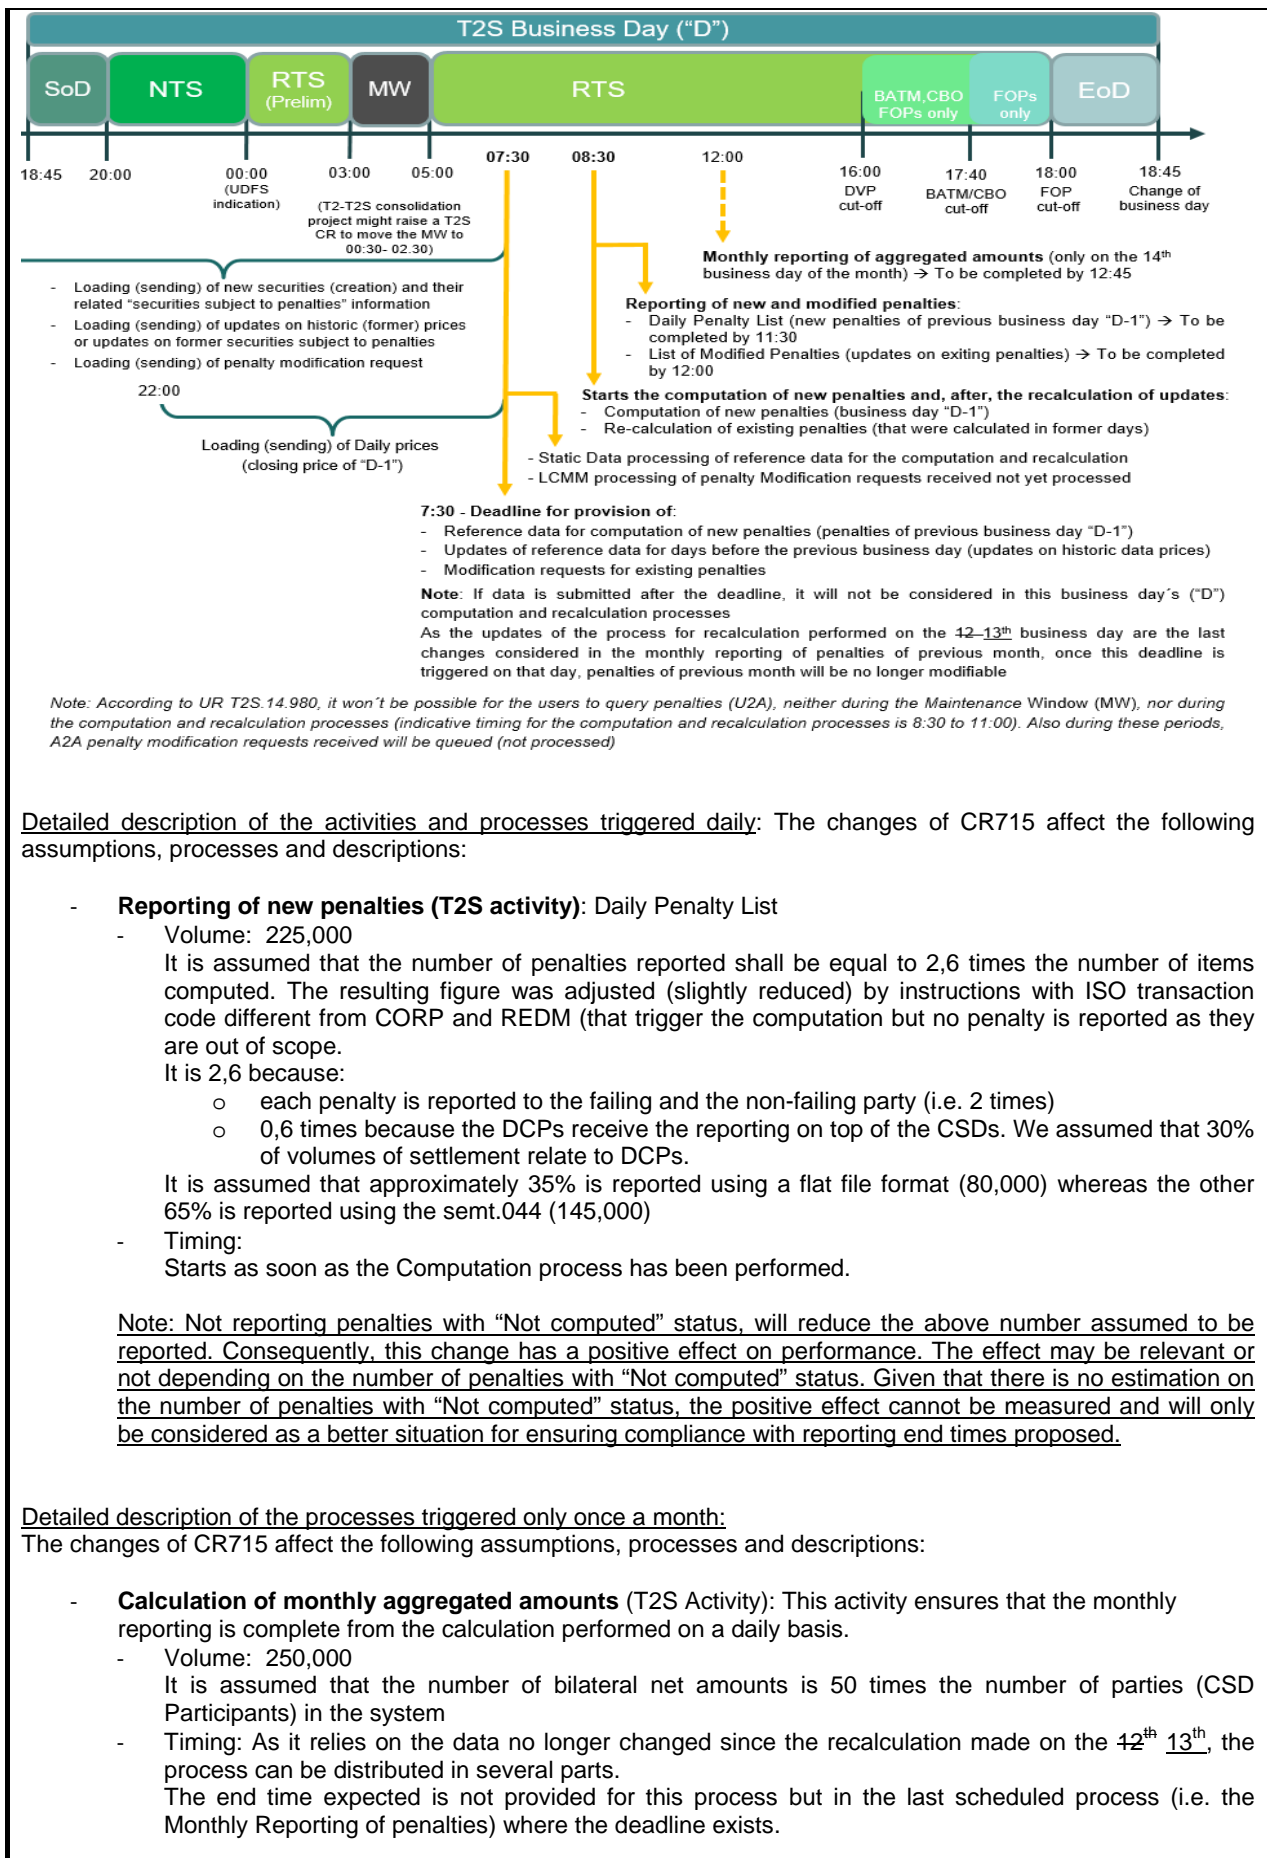 T2S Business Day (“D”)
SoD
NTS
RTS
(Prelim)
MW
RTS
BATM,CBO
FOPs only
FOPs
only
EoD
18:45
20:00
00:00
(UDFS
indication)
03:00
05:00
07:30
08:30
12:00
16:00
DVP
cut-off
17:40
BATM/CBO
cut-off
18:00
FOP
cut-off
18:45
Change of
business day
(T2-T2S consolidation
project might raise a T2S
CR to move the MW to
00:30- 02.30)
- Loading (sending) of new securities (creation) and their
related “securities subject to penalties” information
- Loading (sending) of updates on historic (former) prices
or updates on former securities subject to penalties
- Loading (sending) of penalty modification request
22:00
Loading (sending) of Daily prices
(closing price of “D-1”)
Monthly reporting of aggregated amounts (only on the 14th
business day of the month) → To be completed by 12:45
Reporting of new and modified penalties:
- Daily Penalty List (new penalties of previous business day “D-1”) → To be
completed by 11:30
- List of Modified Penalties (updates on exiting penalties) → To be completed
by 12:00
Starts the computation of new penalties and, after, the recalculation of updates:
- Computation of new penalties (business day “D-1”)
- Re-calculation of existing penalties (that were calculated in former days)
- Static Data processing of reference data for the computation and recalculation
- LCMM processing of penalty Modification requests received not yet processed
7:30 - Deadline for provision of:
- Reference data for computation of new penalties (penalties of previous business day “D-1”)
- Updates of reference data for days before the previous business day (updates on historic data prices)
- Modification requests for existing penalties
Note: If data is submitted after the deadline, it will not be considered in this business day´s (“D”)
computation and recalculation processes
As the updates of the process for recalculation performed on the 12 13th business day are the last
changes considered in the monthly reporting of penalties of previous month, once this deadline is
triggered on that day, penalties of previous month will be no longer modifiable
Note: According to UR T2S.14.980, it won´t be possible for the users to query penalties (U2A), neither during the Maintenance Window (MW), nor during
the computation and recalculation processes (indicative timing for the computation and recalculation processes is 8:30 to 11:00). Also during these periods,
A2A penalty modification requests received will be queued (not processed)
Detailed description of the activities and processes triggered daily: The changes of CR715 affect the following
assumptions, processes and descriptions:
- Reporting of new penalties (T2S activity): Daily Penalty List
- Volume: 225,000
It is assumed that the number of penalties reported shall be equal to 2,6 times the number of items
computed. The resulting figure was adjusted (slightly reduced) by instructions with ISO transaction
code different from CORP and REDM (that trigger the computation but no penalty is reported as they
are out of scope.
It is 2,6 because:
o each penalty is reported to the failing and the non-failing party (i.e. 2 times)
o 0,6 times because the DCPs receive the reporting on top of the CSDs. We assumed that 30%
of volumes of settlement relate to DCPs.
It is assumed that approximately 35% is reported using a flat file format (80,000) whereas the other
65% is reported using the semt.044 (145,000)
- Timing:
Starts as soon as the Computation process has been performed.
Note: Not reporting penalties with “Not computed” status, will reduce the above number assumed to be
reported. Consequently, this change has a positive effect on performance. The effect may be relevant or
not depending on the number of penalties with “Not computed” status. Given that there is no estimation on
the number of penalties with “Not computed” status, the positive effect cannot be measured and will only
be considered as a better situation for ensuring compliance with reporting end times proposed.
Detailed description of the processes triggered only once a month:
The changes of CR715 affect the following assumptions, processes and descriptions:
- Calculation of monthly aggregated amounts (T2S Activity): This activity ensures that the monthly
reporting is complete from the calculation performed on a daily basis.
- Volume: 250,000
It is assumed that the number of bilateral net amounts is 50 times the number of parties (CSD
Participants) in the system
- Timing: As it relies on the data no longer changed since the recalculation made on the 12th 13th, the
process can be distributed in several parts.
The end time expected is not provided for this process but in the last scheduled process (i.e. the
Monthly Reporting of penalties) where the deadline exists.